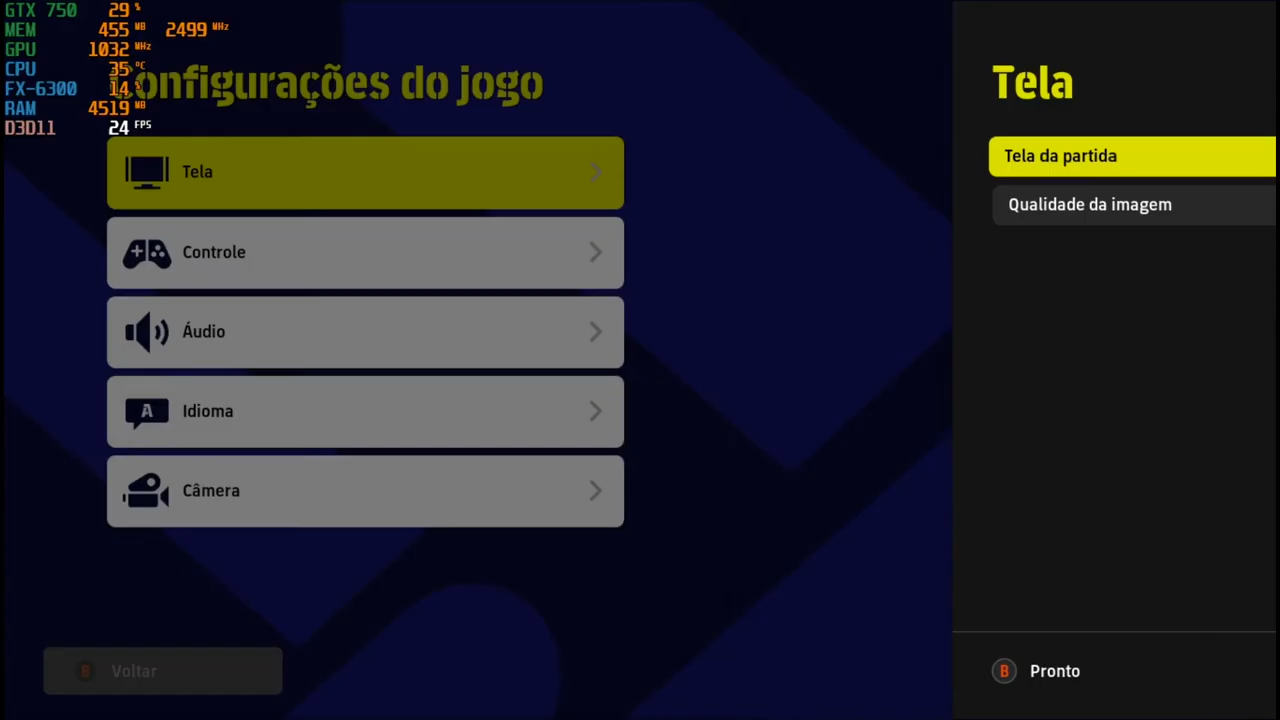 GTX 750 29 %
MEM 455 MB 2499 MHz
GPU 1032 MHz
CPU 35 °C
FX-6300 14 %
RAM 4519 MB
D3D11 24 FPS
Configurações do jogo
Tela
Controle
Áudio
Idioma
Câmera
B Voltar
Tela
Tela da partida
Qualidade da imagem
B Pronto